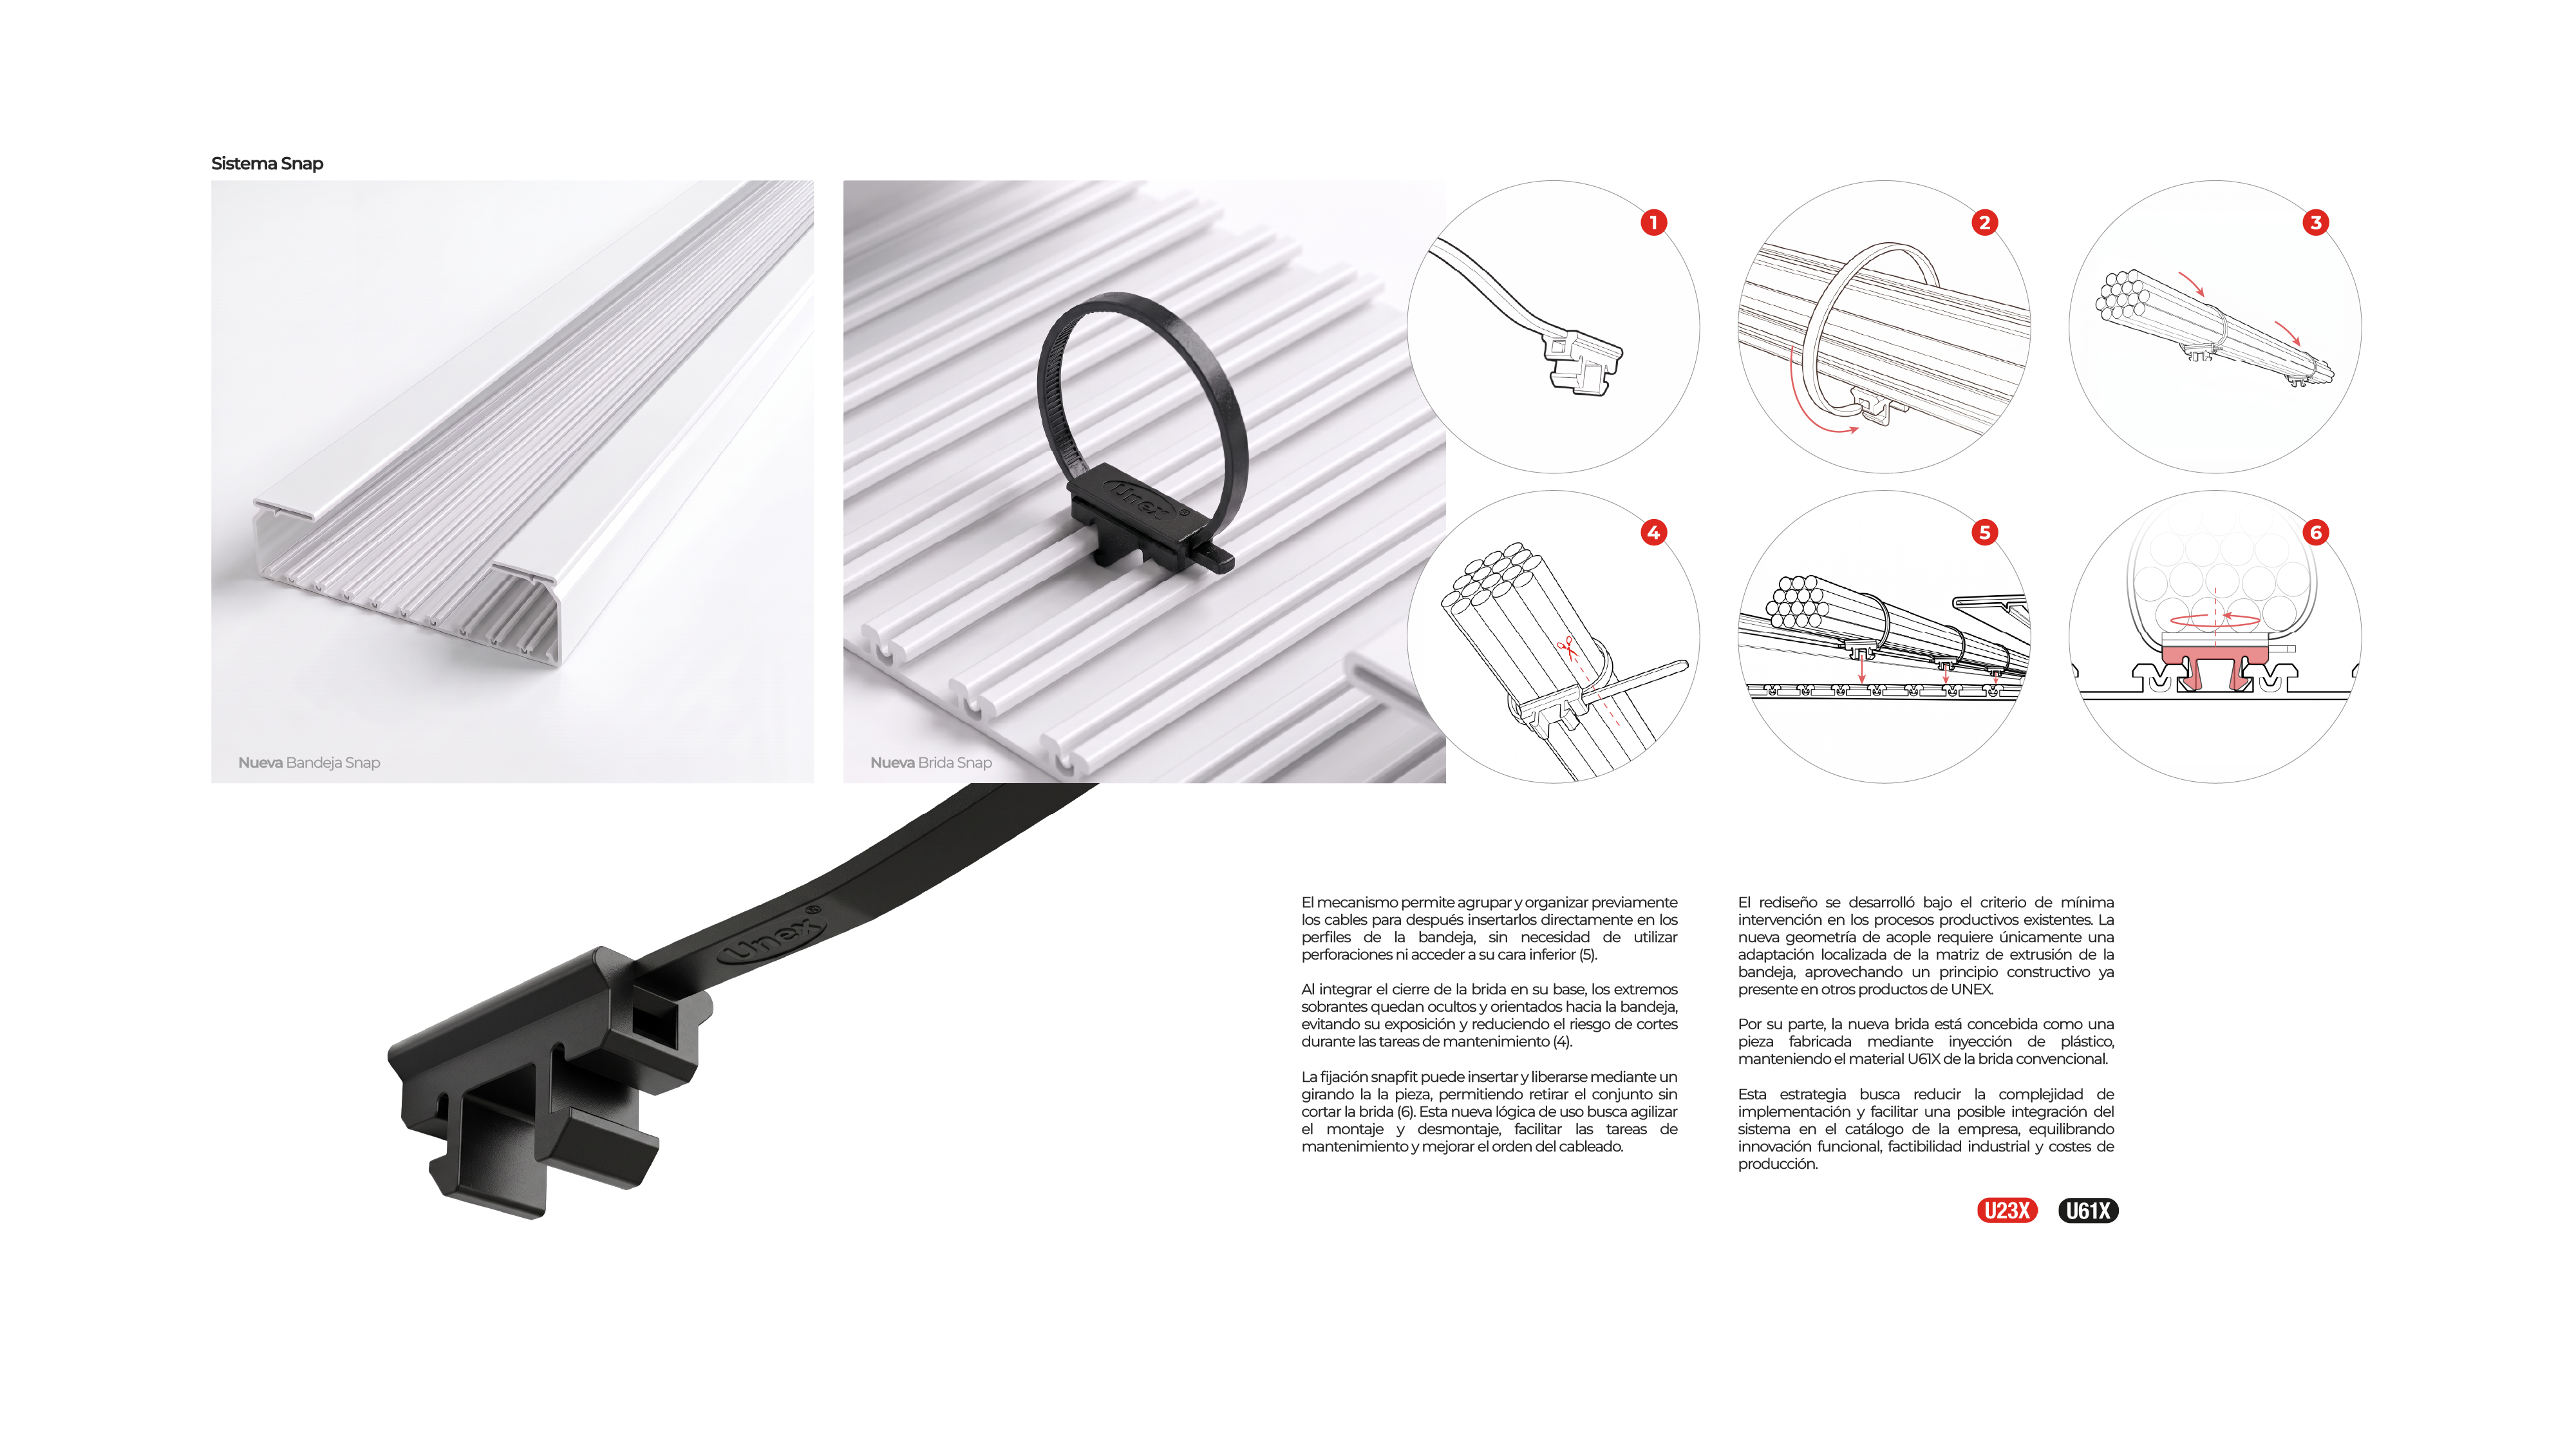 Sistema Snap
1
2
3
Unex®
4
5
6
Nueva Bandeja Snap
Nueva Brida Snap
Unex®
El mecanismo permite agrupar y organizar previamente
los cables para después insertarlos directamente en los
perfiles de la bandeja, sin necesidad de utilizar
perforaciones ni acceder a su cara inferior (5).
Al integrar el cierre de la brida en su base, los extremos
sobrantes quedan ocultos y orientados hacia la bandeja,
evitando su exposición y reduciendo el riesgo de cortes
durante las tareas de mantenimiento (4).
La fijación snapfit puede insertar y liberarse mediante un
girando la la pieza, permitiendo retirar el conjunto sin
cortar la brida (6). Esta nueva lógica de uso busca agilizar
el montaje y desmontaje, facilitar las tareas de
mantenimiento y mejorar el orden del cableado.
El rediseño se desarrolló bajo el criterio de mínima
intervención en los procesos productivos existentes. La
nueva geometría de acople requiere únicamente una
adaptación localizada de la matriz de extrusión de la
bandeja, aprovechando un principio constructivo ya
presente en otros productos de UNEX.
Por su parte, la nueva brida está concebida como una
pieza fabricada mediante inyección de plástico,
manteniendo el material U61X de la brida convencional.
Esta estrategia busca reducir la complejidad de
implementación y facilitar una posible integración del
sistema en el catálogo de la empresa, equilibrando
innovación funcional, factibilidad industrial y costes de
producción.
U23X U61X